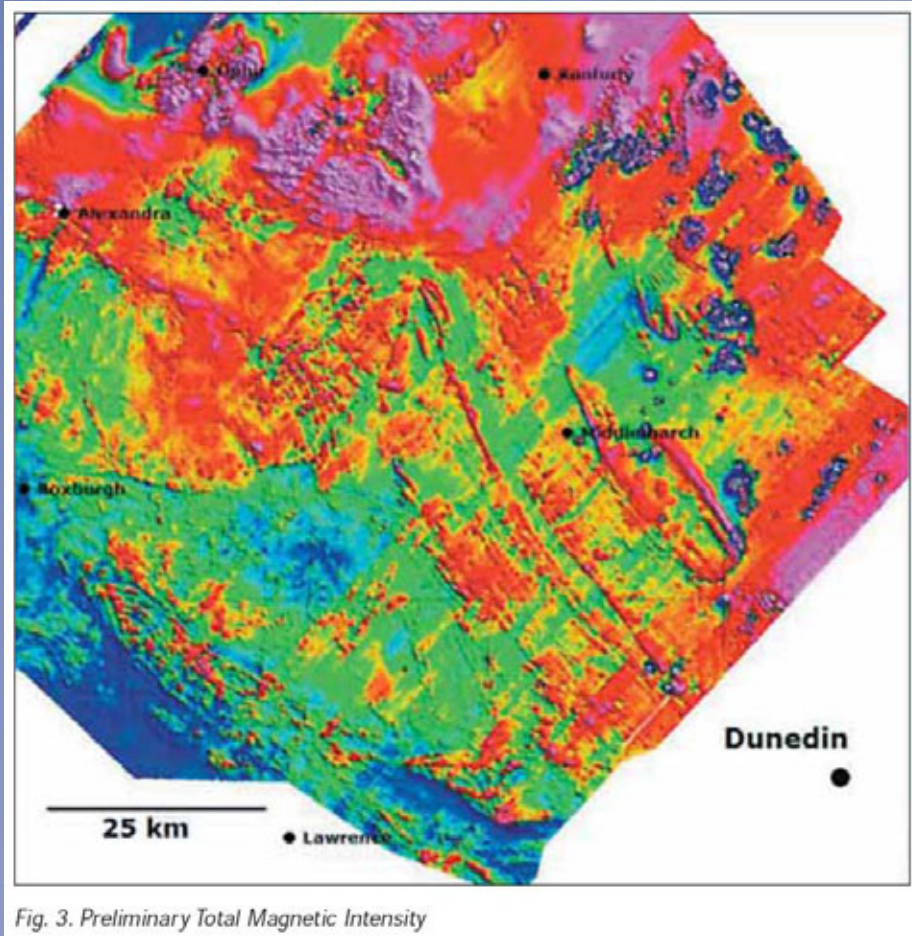 Ophir
Ranfurly
Alexandra
Middlemarch
Roxburgh
Dunedin
25 km
Lawrence
Fig. 3. Preliminary Total Magnetic Intensity